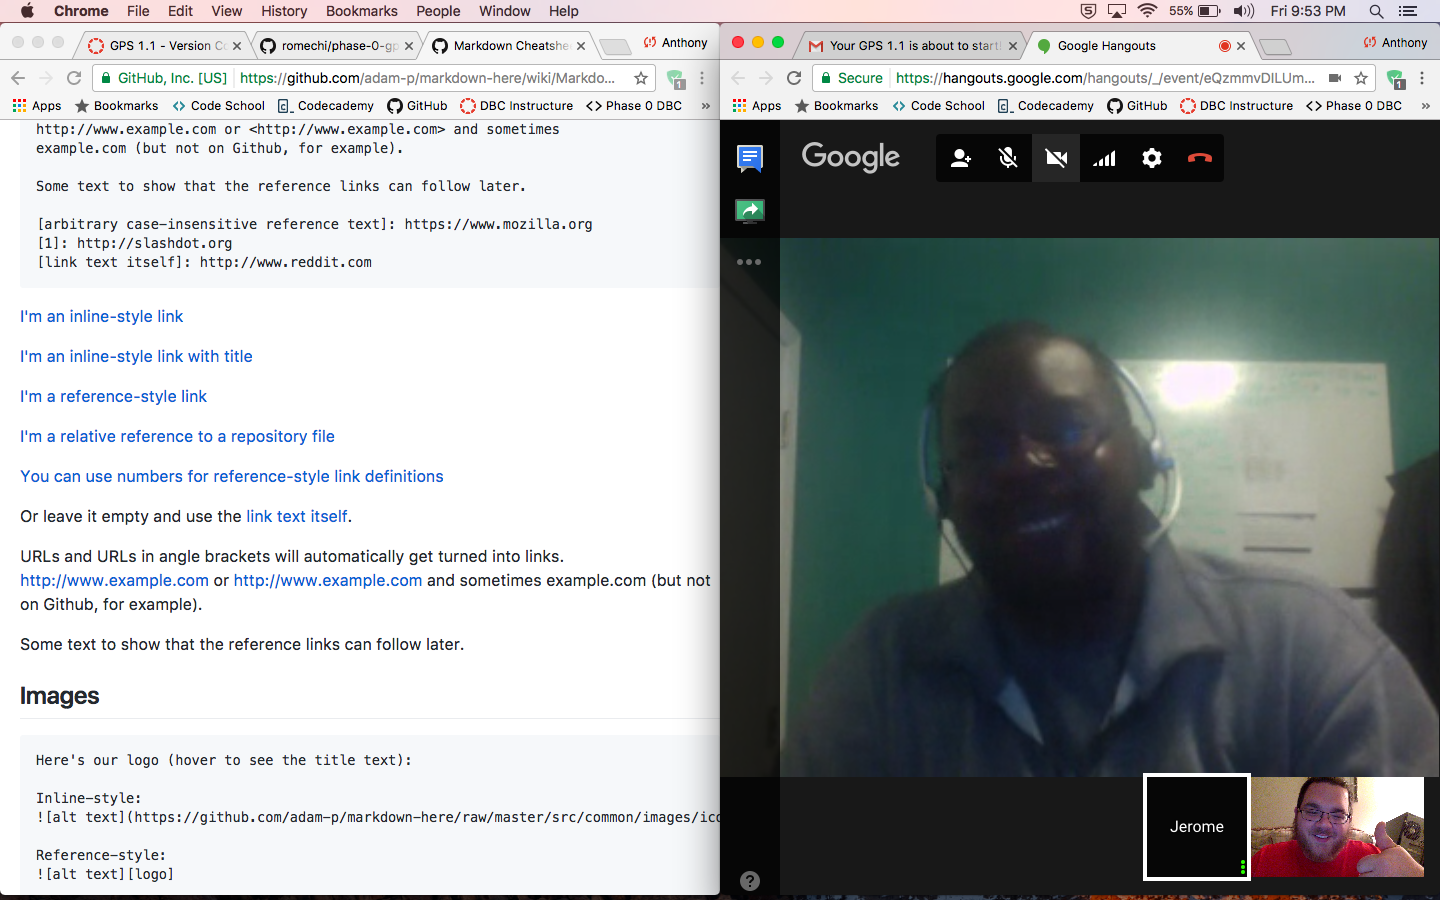 Chrome File Edit View History Bookmarks People Window Help
55% Fri 9:53 PM
GPS 1.1 - Version Co
romechi/phase-0-gp
Markdown Cheatshe
Anthony
GitHub, Inc. [US] https://github.com/adam-p/markdown-here/wiki/Markdo...
1
Apps Bookmarks Code School Codecademy GitHub DBC Instructure <> Phase 0 DBC »
http://www.example.com or <http://www.example.com> and sometimes
example.com (but not on Github, for example).
Some text to show that the reference links can follow later.
[arbitrary case-insensitive reference text]: https://www.mozilla.org
[1]: http://slashdot.org
[link text itself]: http://www.reddit.com
I'm an inline-style link
I'm an inline-style link with title
I'm a reference-style link
I'm a relative reference to a repository file
You can use numbers for reference-style link definitions
Or leave it empty and use the link text itself.
URLs and URLs in angle brackets will automatically get turned into links.
http://www.example.com or http://www.example.com and sometimes example.com (but not
on Github, for example).
Some text to show that the reference links can follow later.
Images
Here's our logo (hover to see the title text):
Inline-style:
![alt text](https://github.com/adam-p/markdown-here/raw/master/src/common/images/ico
Reference-style:
![alt text][logo]
Your GPS 1.1 is about to start!
Google Hangouts
Anthony
Secure https://hangouts.google.com/hangouts/_/event/eQzmmvDILUm...
1
Apps Bookmarks Code School Codecademy GitHub DBC Instructure <> Phase 0 DBC »
Google
Jerome
?